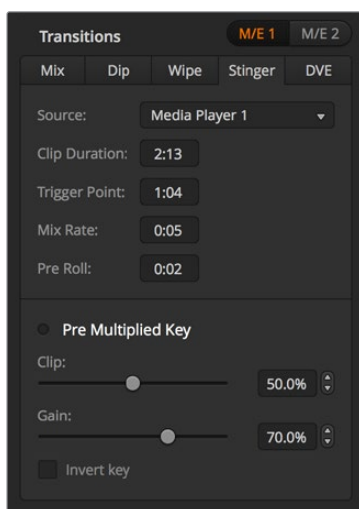 Transitions M/E 1 M/E 2
Mix Dip Wipe Stinger DVE
Source: Media Player 1
Clip Duration: 2:13
Trigger Point: 1:04
Mix Rate: 0:05
Pre Roll: 0:02
Pre Multiplied Key
Clip:
50.0%
Gain:
70.0%
Invert key